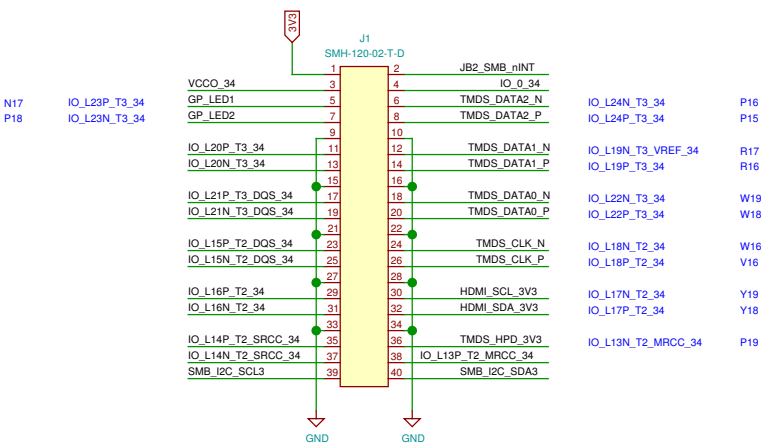 3V3
J1
SMH-120-02-T-D
1 2 JB2_SMB_nINT
VCCO_34 3 4 IO_0_34
N17 IO_L23P_T3_34 GP_LED1 5 6 TMDS_DATA2_N IO_L24N_T3_34 P16
P18 IO_L23N_T3_34 GP_LED2 7 8 TMDS_DATA2_P IO_L24P_T3_34 P15
9 10
IO_L20P_T3_34 11 12 TMDS_DATA1_N IO_L19N_T3_VREF_34 R17
IO_L20N_T3_34 13 14 TMDS_DATA1_P IO_L19P_T3_34 R16
15 16
IO_L21P_T3_DQS_34 17 18 TMDS_DATA0_N IO_L22N_T3_34 W19
IO_L21N_T3_DQS_34 19 20 TMDS_DATA0_P IO_L22P_T3_34 W18
21 22
IO_L15P_T2_DQS_34 23 24 TMDS_CLK_N IO_L18N_T2_34 W16
IO_L15N_T2_DQS_34 25 26 TMDS_CLK_P IO_L18P_T2_34 V16
27 28
IO_L16P_T2_34 29 30 HDMI_SCL_3V3 IO_L17N_T2_34 Y19
IO_L16N_T2_34 31 32 HDMI_SDA_3V3 IO_L17P_T2_34 Y18
33 34
IO_L14P_T2_SRCC_34 35 36 TMDS_HPD_3V3 IO_L13N_T2_MRCC_34 P19
IO_L14N_T2_SRCC_34 37 38 IO_L13P_T2_MRCC_34
SMB_I2C_SCL3 39 40 SMB_I2C_SDA3
GND GND